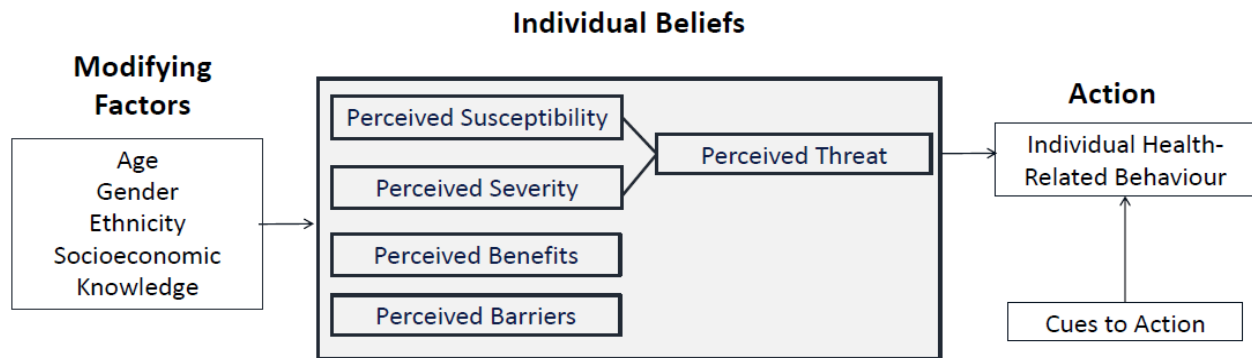 Individual Beliefs
Modifying
Factors
Age
Gender
Ethnicity
Socioeconomic
Knowledge
Perceived Susceptibility
Perceived Severity
Perceived Benefits
Perceived Barriers
Perceived Threat
Action
Individual Health-
Related Behaviour
Cues to Action